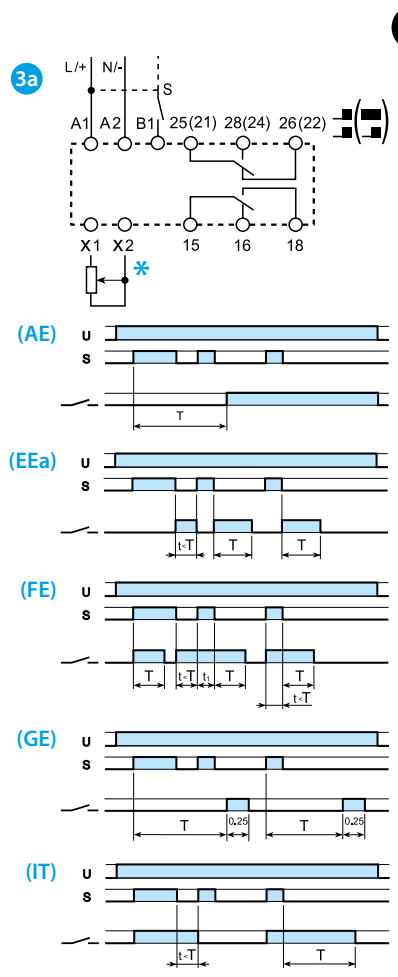 3a
L/+ N/-
S
A1 A2 B1 25(21) 28(24) 26(22)
X1 X2 15 16 18
*
(AE) U
S
T
(EEa) U
S
t<T T T
(FE) U
S
T t<T t1 T T
t<T
(GE) U
S
T 0.25 T 0.25
(IT) U
S
t<T T